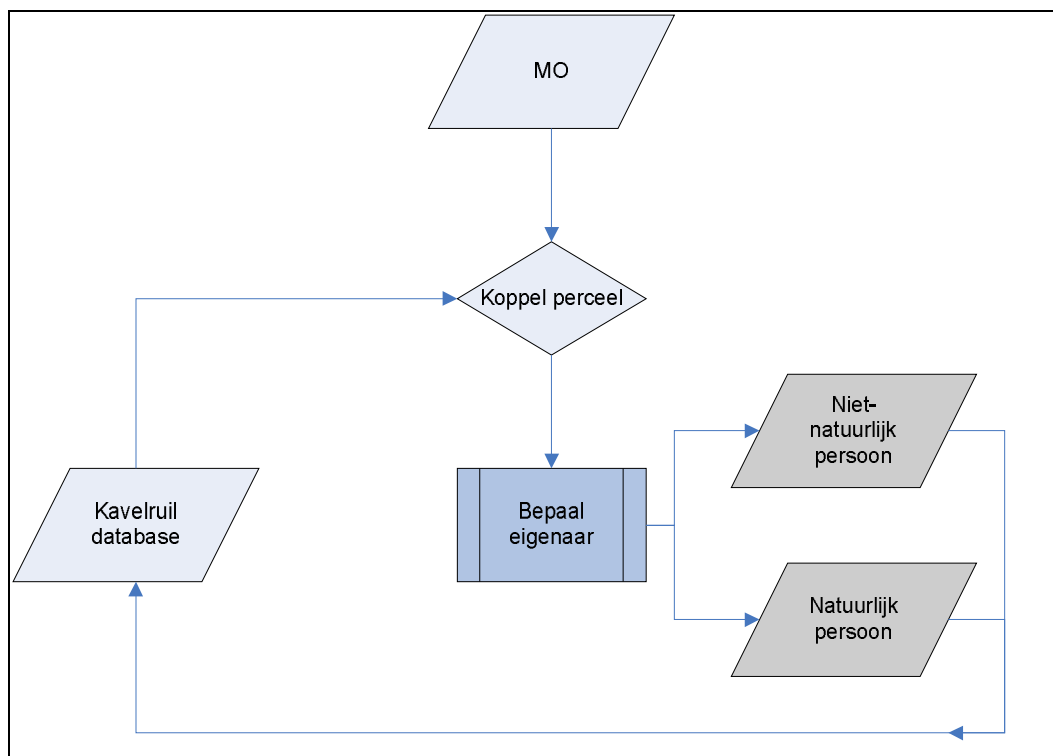 MO
Koppel perceel
Niet-
natuurlijk
persoon
Kavelruil
database
Bepaal
eigenaar
Natuurlijk
persoon